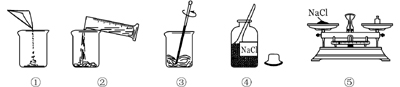 NaCl
NaCl
① ② ③ ④ ⑤